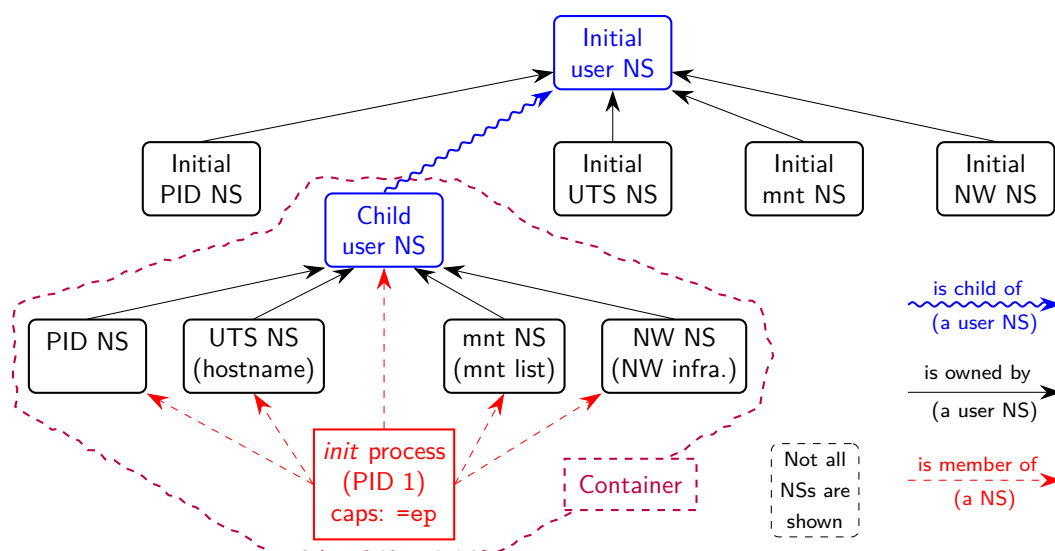 Initial
user NS
Initial
PID NS
Initial
UTS NS
Initial
mnt NS
Initial
NW NS
Child
user NS
PID NS
UTS NS
(hostname)
mnt NS
(mnt list)
NW NS
(NW infra.)
init process
(PID 1)
caps: =ep
Container
Not all
NSs are
shown
is child of
(a user NS)
is owned by
(a user NS)
is member of
(a NS)